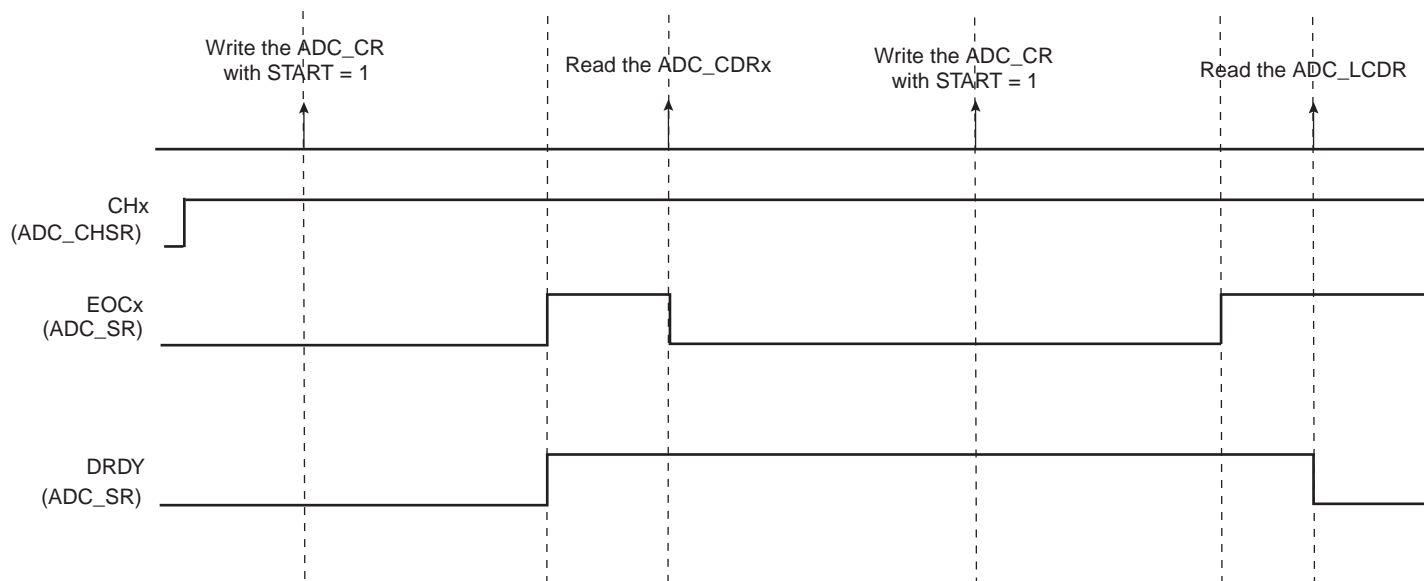 Write the ADC_CR
with START = 1
Read the ADC_CDRx
Write the ADC_CR
with START = 1
Read the ADC_LCDR
CHx
(ADC_CHSR)
EOCx
(ADC_SR)
DRDY
(ADC_SR)